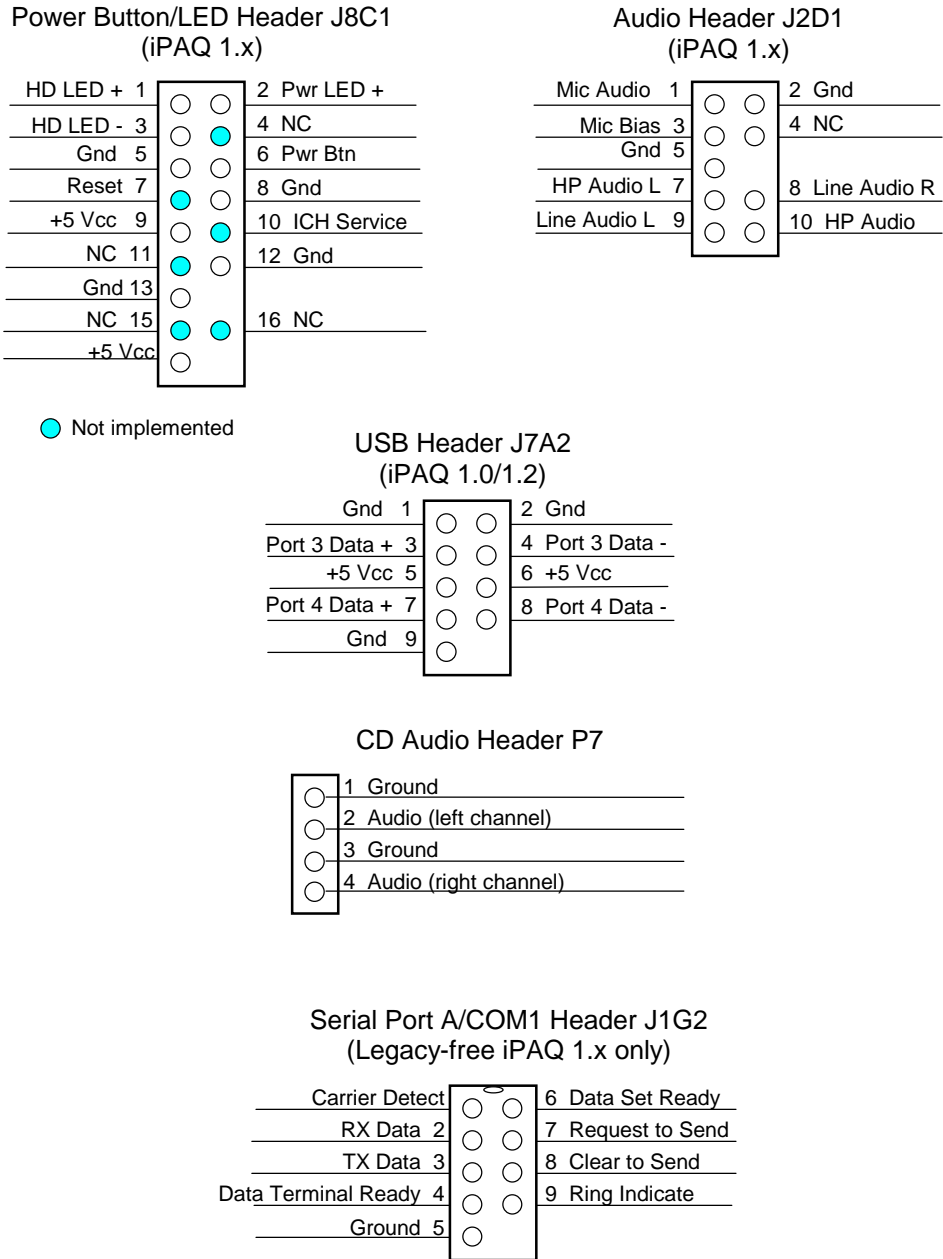 Power Button/LED Header J8C1
(iPAQ 1.x)
HD LED + 1
2 Pwr LED +
HD LED - 3
4 NC
Gnd 5
6 Pwr Btn
Reset 7
8 Gnd
+5 Vcc 9
10 ICH Service
NC 11
12 Gnd
Gnd 13
NC 15
16 NC
+5 Vcc
Not implemented
Audio Header J2D1
(iPAQ 1.x)
Mic Audio 1
2 Gnd
Mic Bias 3
4 NC
Gnd 5
HP Audio L 7
8 Line Audio R
Line Audio L 9
10 HP Audio
USB Header J7A2
(iPAQ 1.0/1.2)
Gnd 1
2 Gnd
Port 3 Data + 3
4 Port 3 Data -
+5 Vcc 5
6 +5 Vcc
Port 4 Data + 7
8 Port 4 Data -
Gnd 9
CD Audio Header P7
1 Ground
2 Audio (left channel)
3 Ground
4 Audio (right channel)
Serial Port A/COM1 Header J1G2
(Legacy-free iPAQ 1.x only)
Carrier Detect
6 Data Set Ready
RX Data 2
7 Request to Send
TX Data 3
8 Clear to Send
Data Terminal Ready 4
9 Ring Indicate
Ground 5